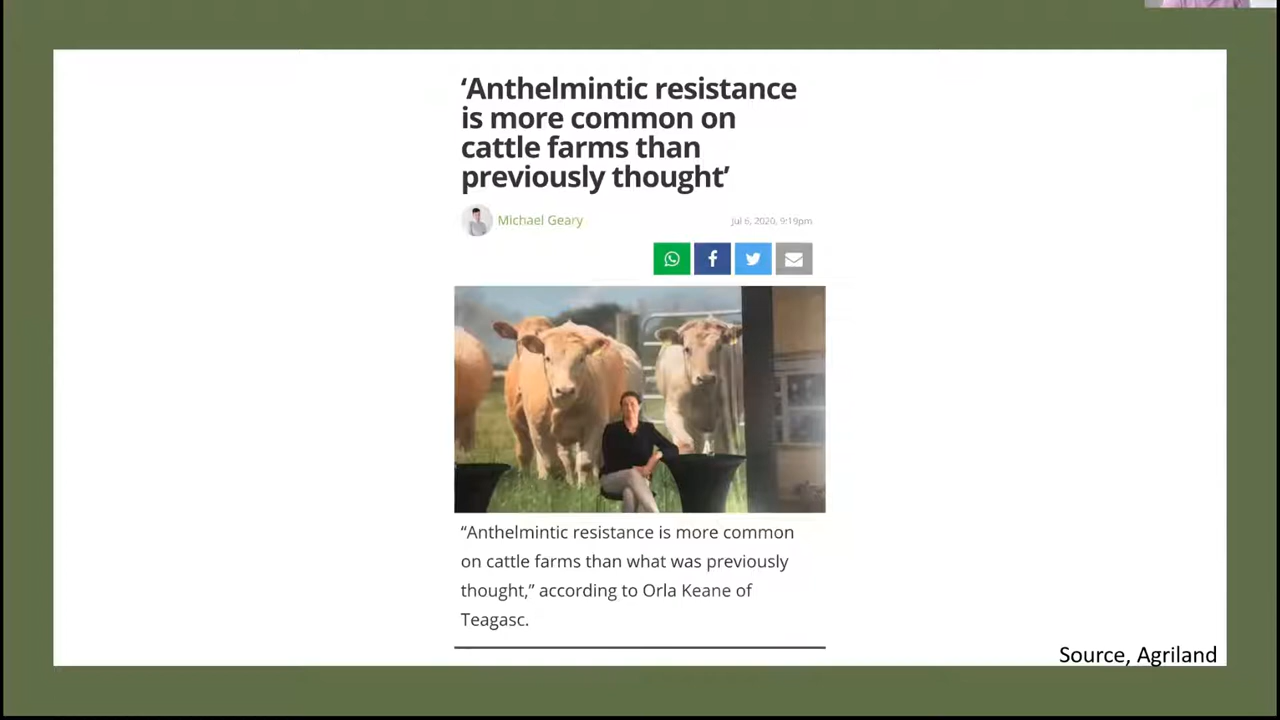 ‘Anthelmintic resistance
is more common on
cattle farms than
previously thought’
Michael Geary
Jul 6, 2020, 9:19pm
“Anthelmintic resistance is more common
on cattle farms than what was previously
thought,” according to Orla Keane of
Teagasc.
Source, Agriland